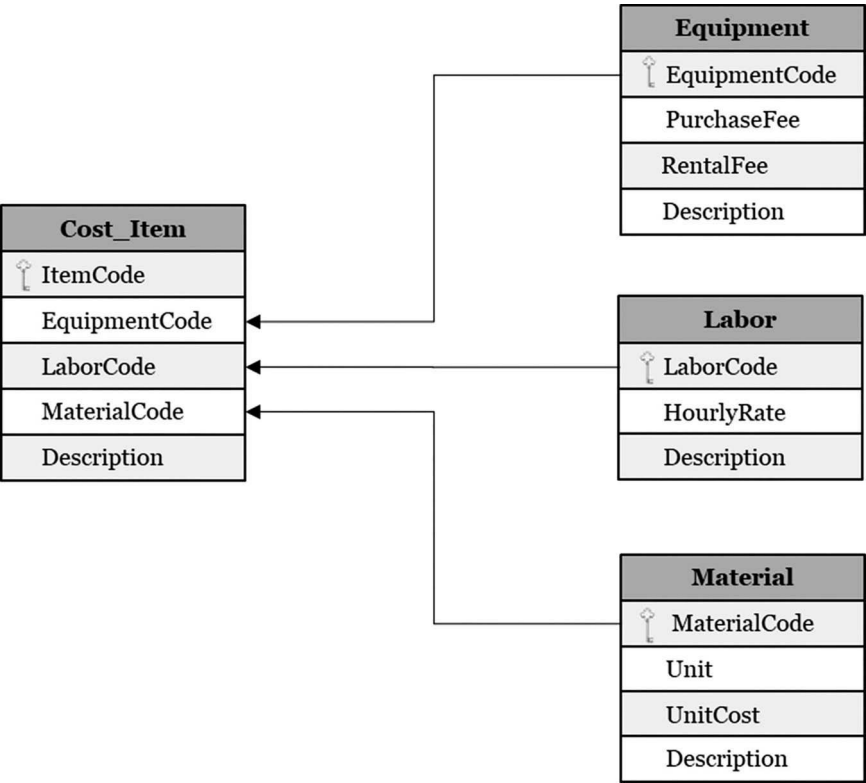 Cost_Item
ItemCode
EquipmentCode
LaborCode
MaterialCode
Description
Equipment
EquipmentCode
PurchaseFee
RentalFee
Description
Labor
LaborCode
HourlyRate
Description
Material
MaterialCode
Unit
UnitCost
Description